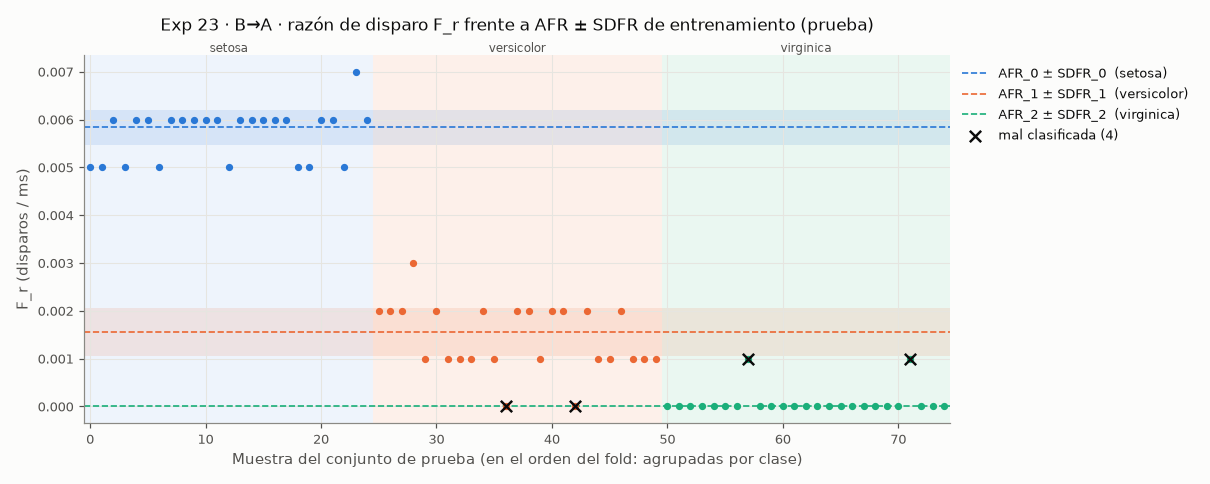 Exp 23 · B→A · razón de disparo F_r frente a AFR ± SDFR de entrenamiento (prueba)
setosa
versicolor
virginica
AFR_0 ± SDFR_0 (setosa)
AFR_1 ± SDFR_1 (versicolor)
AFR_2 ± SDFR_2 (virginica)
mal clasificada (4)
F_r (disparos / ms)
0.007
0.006
0.005
0.004
0.003
0.002
0.001
0.000
0 10 20 30 40 50 60 70
Muestra del conjunto de prueba (en el orden del fold: agrupadas por clase)